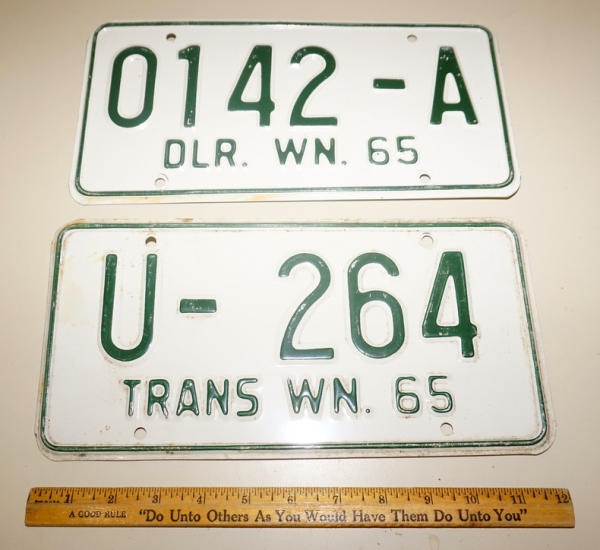 0142-A
DLR. WN. 65
U- 264
TRANS WN. 65
1 2 3 4 5 6 7 8 9 10 11 12
A GOOD RULE "Do Unto Others As You Would Have Them Do Unto You"